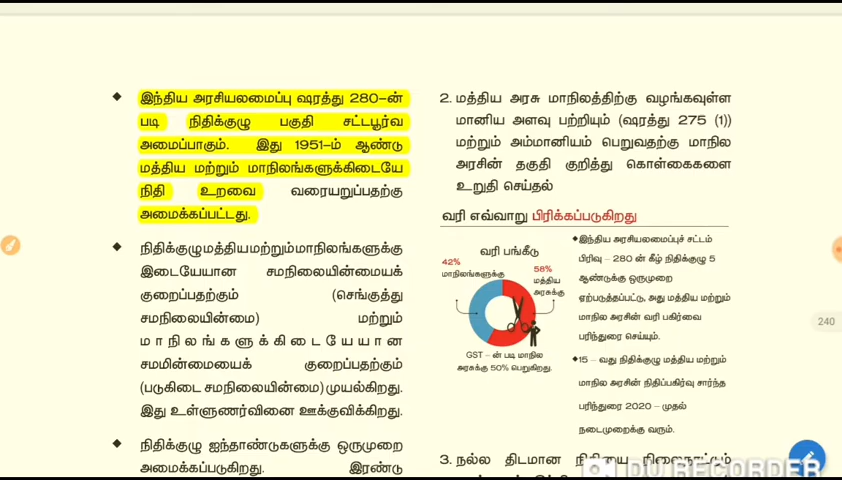 இந்திய அரசியலமைப்பு ஷரத்து 280–ன்
படி நிதிக்குழு பகுதி சட்டபூர்வ
அமைப்பாகும். இது 1951–ம் ஆண்டு
மத்திய மற்றும் மாநிலங்களுக்கிடையே
நிதி உறவை வரையறுப்பதற்கு
அமைக்கப்பட்டது.
நிதிக்குழுமத்தியமற்றும்மாநிலங்களுக்கு
இடையேயான சமநிலையின்மையக்
குறைப்பதற்கும் (செங்குத்து
சமநிலையின்மை) மற்றும்
மாநிலங்களுக்கிடையேயான
சமமின்மையைக் குறைப்பதற்கும்
(படுகிடை சமநிலையின்மை) முயல்கிறது.
இது உள்ளுணர்வினை ஊக்குவிக்கிறது.
நிதிக்குழு ஐந்தாண்டுகளுக்கு ஒருமுறை
அமைக்கப்படுகிறது. இரண்டு
2. மத்திய அரசு மாநிலத்திற்கு வழங்கவுள்ள
மானிய அளவு பற்றியும் (ஷரத்து 275 (1))
மற்றும் அம்மானியம் பெறுவதற்கு மாநில
அரசின் தகுதி குறித்து கொள்கைகளை
உறுதி செய்தல்
வரி எவ்வாறு பிரிக்கப்படுகிறது
வரி பங்கீடு
42%
மாநிலங்களுக்கு
58%
மத்திய
அரசுக்கு
GST – ன் படி மாநில
அரசுக்கு 50% பெறுகிறது.
இந்திய அரசியலமைப்புச் சட்டம்
பிரிவு – 280 ன் கீழ் நிதிக்குழு 5
ஆண்டுக்கு ஒருமுறை
ஏற்படுத்தப்பட்டு, அது மத்திய மற்றும்
மாநில அரசின் வரி பகிர்வை
பரிந்துரை செய்யும்.
15 – வது நிதிக்குழு மத்திய மற்றும்
மாநில அரசின் நிதிப்பகிர்வு சார்ந்த
பரிந்துரை 2020 – முதல்
நடைமுறைக்கு வரும்.
3. நல்ல திடமான நிதியை நிலைநாட்டும்
240
DU RECORDER